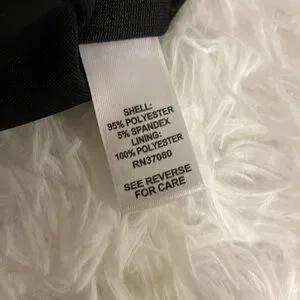 SHELL:
95% POLYESTER
5% SPANDEX
LINING:
100% POLYESTER
RN37080
SEE REVERSE
FOR CARE